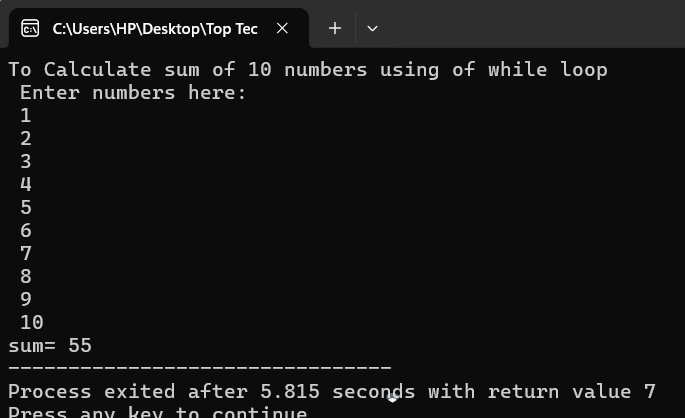 C:\Users\HP\Desktop\Top Tec
To Calculate sum of 10 numbers using of while loop
Enter numbers here:
1
2
3
4
5
6
7
8
9
10
sum= 55
--------------------------------
Process exited after 5.815 seconds with return value 7
Press any key to continue